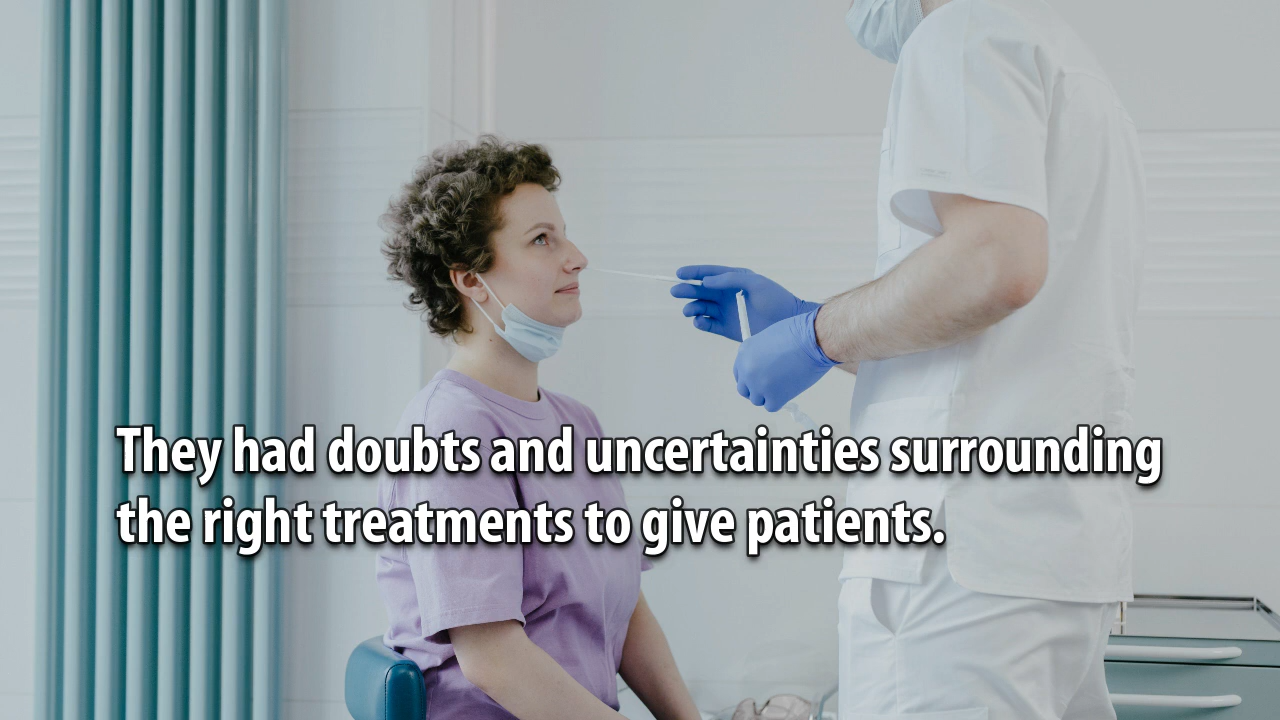 They had doubts and uncertainties surrounding
the right treatments to give patients.